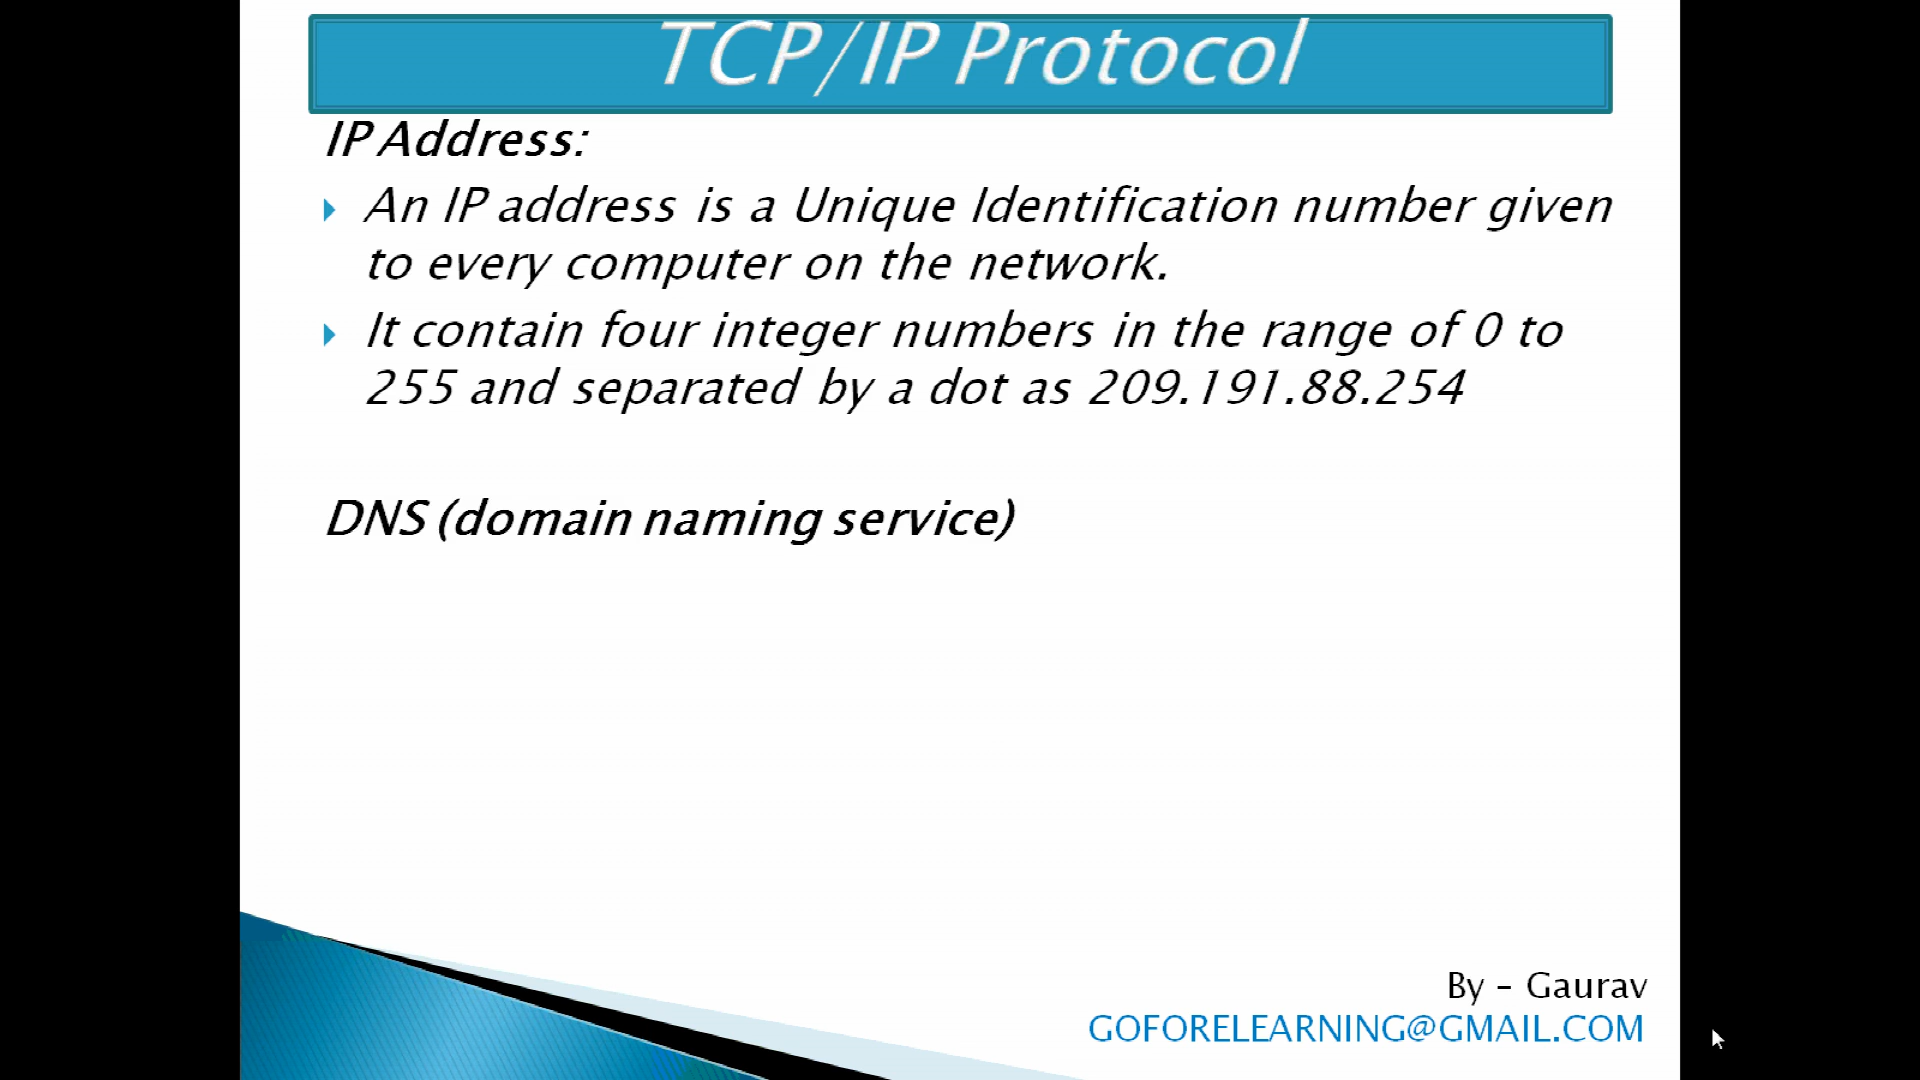 TCP/IP Protocol
IP Address:
An IP address is a Unique Identification number given
to every computer on the network.
It contain four integer numbers in the range of 0 to
255 and separated by a dot as 209.191.88.254
DNS (domain naming service)
By - Gaurav
GOFORELEARNING@GMAIL.COM